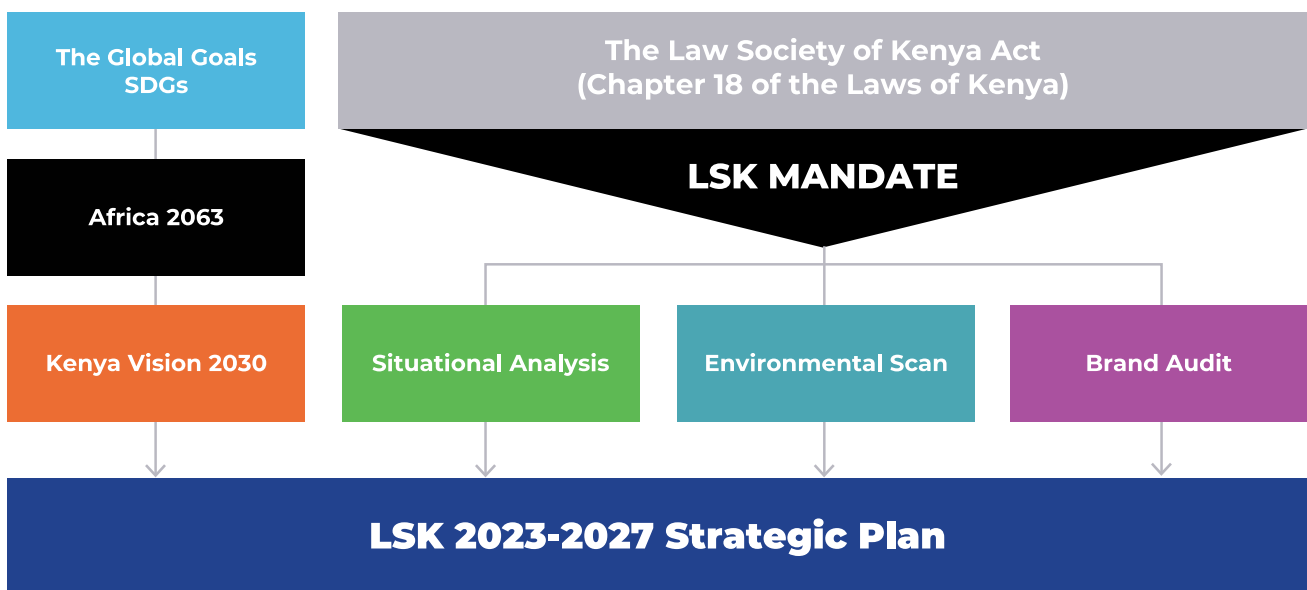 The Global Goals
SDGs
The Law Society of Kenya Act
(Chapter 18 of the Laws of Kenya)
LSK MANDATE
Africa 2063
Kenya Vision 2030
Situational Analysis
Environmental Scan
Brand Audit
LSK 2023-2027 Strategic Plan